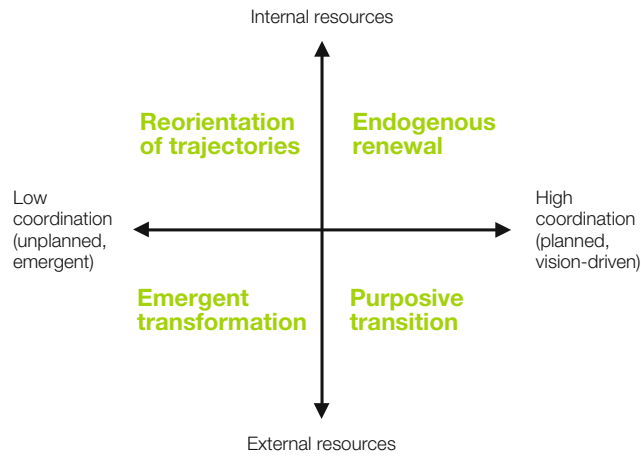 Internal resources
Reorientation
of trajectories
Endogenous
renewal
Low
coordination
(unplanned,
emergent)
High
coordination
(planned,
vision-driven)
Emergent
transformation
Purposive
transition
External resources